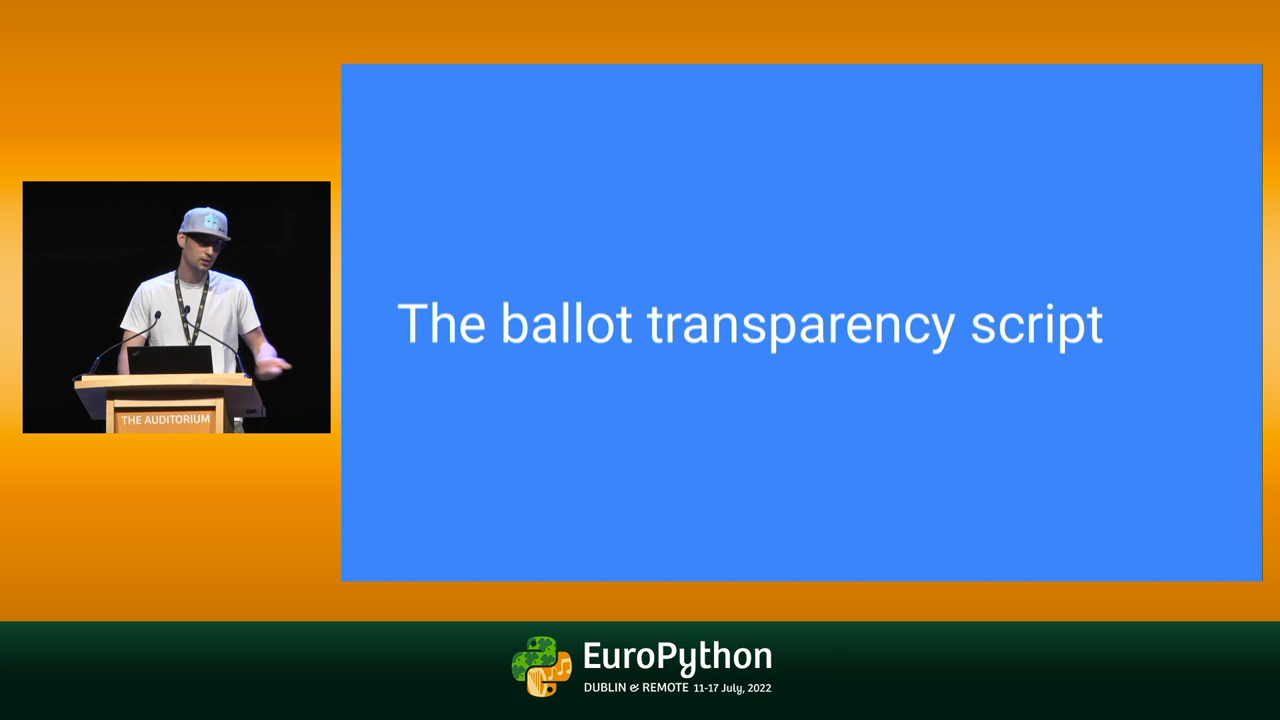 The ballot transparency script
THE AUDITORIUM
EuroPython
DUBLIN & REMOTE 11-17 July, 2022